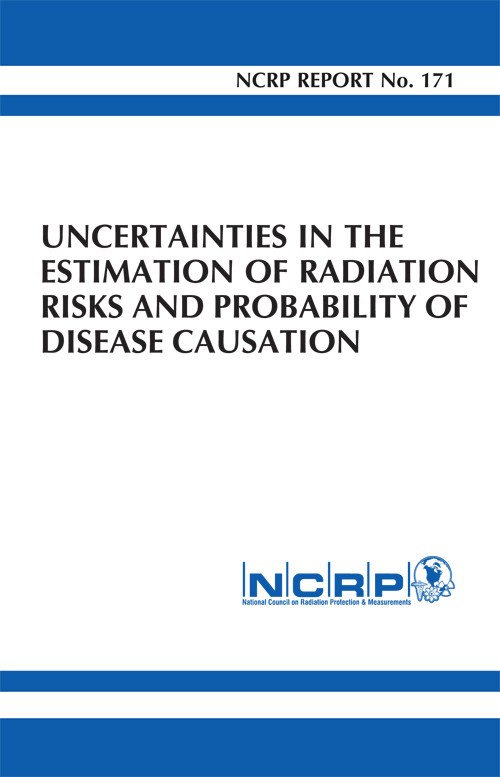 NCRP REPORT No. 171
UNCERTAINTIES IN THE
ESTIMATION OF RADIATION
RISKS AND PROBABILITY OF
DISEASE CAUSATION
NCRP
National Council on Radiation Protection & Measurements